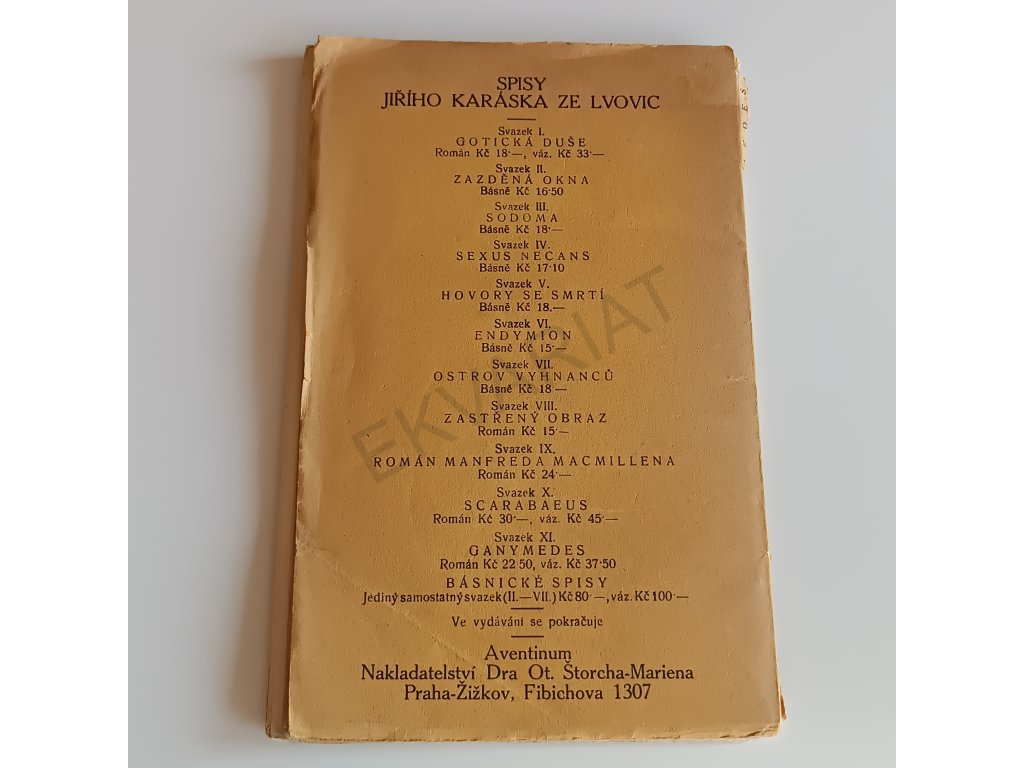 SPISY
JIŘÍHO KARÁSKA ZE LVOVIC
Svazek I.
GOTICKÁ DUŠE
Román Kč 18·—, váz. Kč 33·—
Svazek II.
ZAZDĚNÁ OKNA
Básně Kč 16·50
Svazek III.
SODOMA
Básně Kč 18·—
Svazek IV.
SEXUS NECANS
Básně Kč 17·10
Svazek V.
HOVORY SE SMRTÍ
Básně Kč 18.—
Svazek VI.
ENDYMION
Básně Kč 15·—
Svazek VII.
OSTROV VYHNANCŮ
Básně Kč 18·—
Svazek VIII.
ZASTŘENÝ OBRAZ
Román Kč 15·—
Svazek IX.
ROMÁN MANFREDA MACMILLENA
Román Kč 24·—
Svazek X.
SCARABAEUS
Román Kč 30·—, váz. Kč 45·—
Svazek XI.
GANYMEDES
Román Kč 22 50, váz. Kč 37·50
BÁSNICKÉ SPISY
Jediný samostatný svazek (II.—VII.) Kč 80·—, váz. Kč 100·—
Ve vydávání se pokračuje
Aventinum
Nakladatelství Dra Ot. Štorcha-Mariena
Praha-Žižkov, Fibichova 1307
EKVARIAT